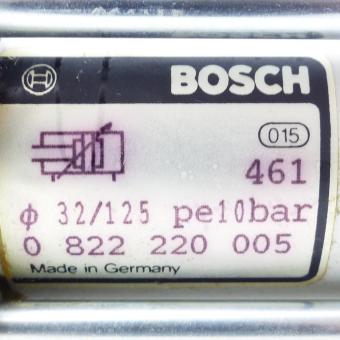 BOSCH
015
461
ϕ 32/125 pe10bar
0 822 220 005
Made in Germany